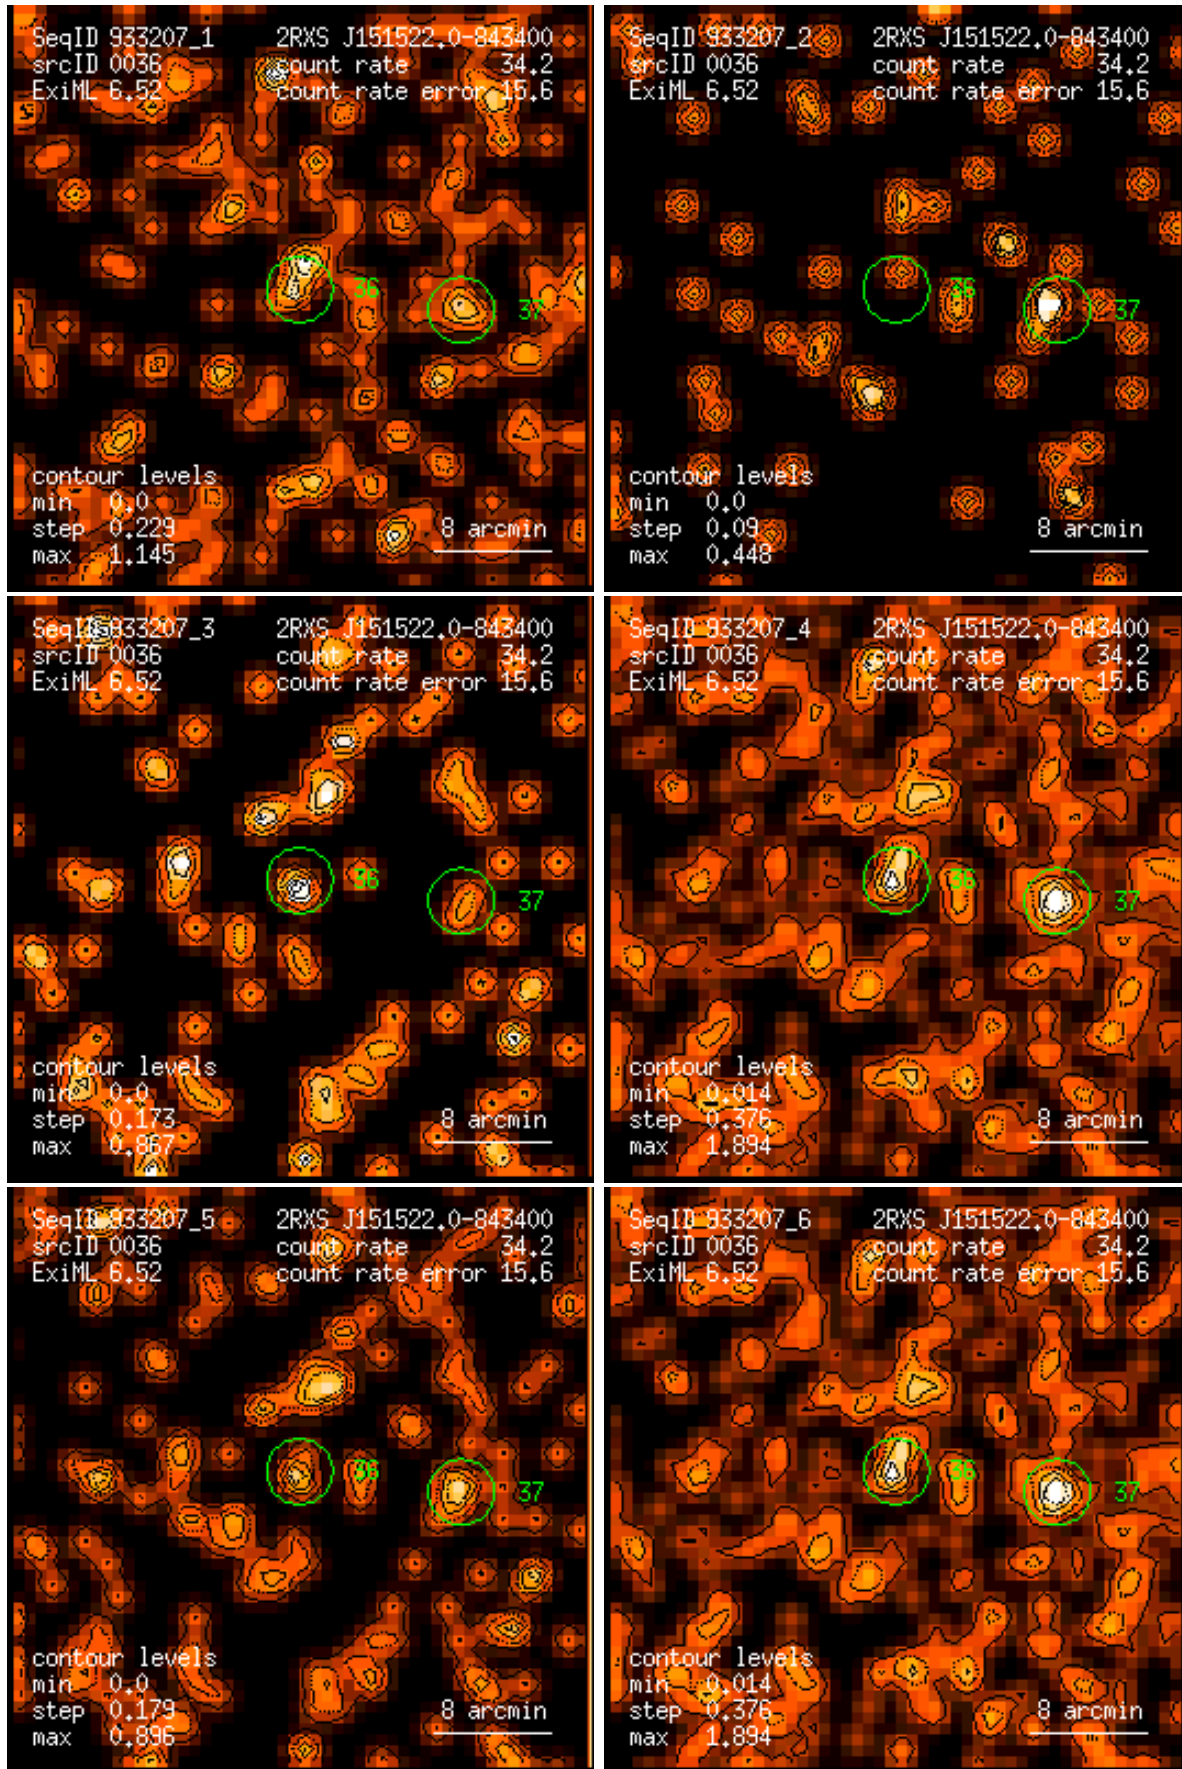 SeqID 933207_1 2RXS J151522.0-843400
srcID 0036 count rate 34.2
ExiML 6.52 count rate error 15.6
36
37
contour levels
min 0.0
step 0.229 8 arcmin
max 1.145
SeqID 933207_2 2RXS J151522.0-843400
srcID 0036 count rate 34.2
ExiML 6.52 count rate error 15.6
36
37
contour levels
min 0.0
step 0.09 8 arcmin
max 0.448
SeqID 933207_3 2RXS J151522.0-843400
srcID 0036 count rate 34.2
ExiML 6.52 count rate error 15.6
36
37
contour levels
min 0.0
step 0.173 8 arcmin
max 0.867
SeqID 933207_4 2RXS J151522.0-843400
srcID 0036 count rate 34.2
ExiML 6.52 count rate error 15.6
36
37
contour levels
min 0.014
step 0.376 8 arcmin
max 1.894
SeqID 933207_5 2RXS J151522.0-843400
srcID 0036 count rate 34.2
ExiML 6.52 count rate error 15.6
36
37
contour levels
min 0.0
step 0.179 8 arcmin
max 0.896
SeqID 933207_6 2RXS J151522.0-843400
srcID 0036 count rate 34.2
ExiML 6.52 count rate error 15.6
36
37
contour levels
min 0.014
step 0.376 8 arcmin
max 1.894